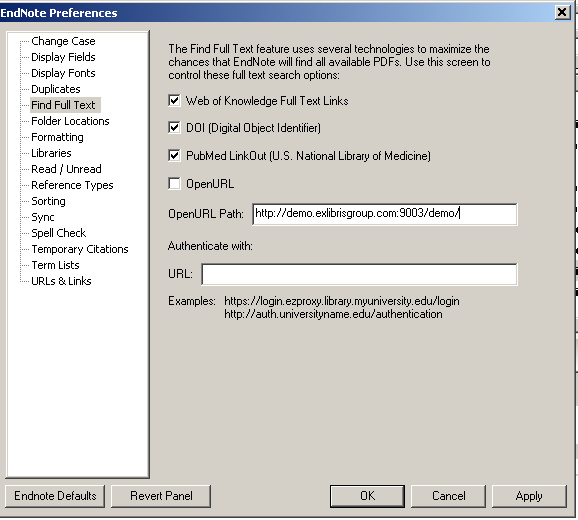 EndNote Preferences
Change Case
Display Fields
Display Fonts
Duplicates
Find Full Text
Folder Locations
Formatting
Libraries
Read / Unread
Reference Types
Sorting
Sync
Spell Check
Temporary Citations
Term Lists
URLs & Links
The Find Full Text feature uses several technologies to maximize the
chances that EndNote will find all available PDFs. Use this screen to
control these full text search options:
Web of Knowledge Full Text Links
DOI (Digital Object Identifier)
PubMed LinkOut (U.S. National Library of Medicine)
OpenURL
OpenURL Path: http://demo.exlibrisgroup.com:9003/demo/
Authenticate with:
URL:
Examples: https://login.ezproxy.library.myuniversity.edu/login
http://auth.universityname.edu/authentication
Endnote Defaults Revert Panel OK Cancel Apply